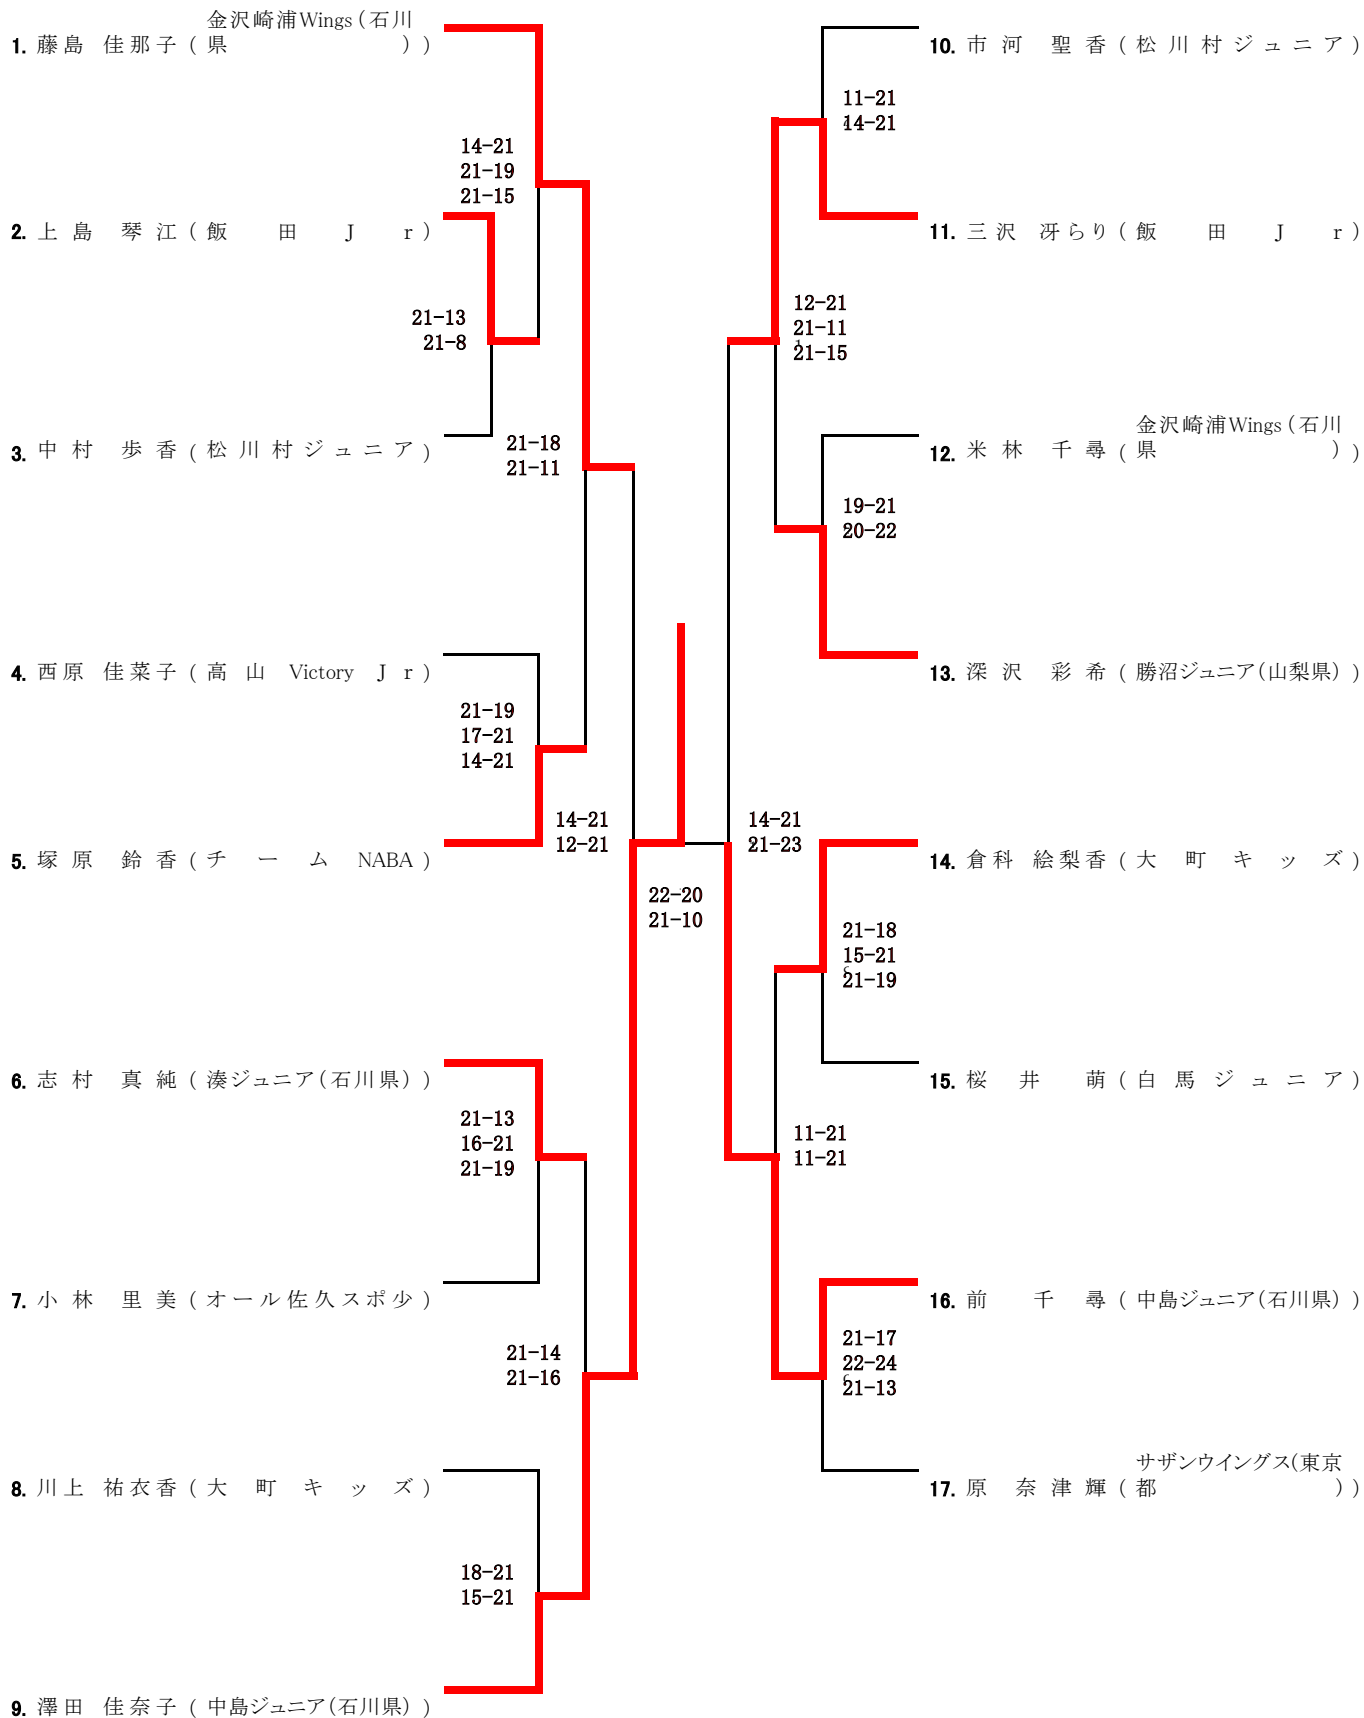 金沢崎浦Wings(石川
1. 藤島 佳那子 ( 県 ) )
14-21
21-19
21-15
2. 上島 琴江 ( 飯田Jr )
21-13
21-8
3. 中村 歩香 ( 松川村ジュニア )
21-18
21-11
4. 西原 佳菜子 ( 高山 Victory Jr )
21-19
17-21
14-21
14-21
12-21
5. 塚原 鈴香 ( チーム NABA )
22-20
21-10
6. 志村 真純 ( 湊ジュニア(石川県) )
21-13
16-21
21-19
7. 小林 里美 ( オール佐久スポ少 )
21-14
21-16
8. 川上 祐衣香 ( 大町キッズ )
18-21
15-21
9. 澤田 佳奈子 ( 中島ジュニア(石川県) )
10. 市河 聖香 ( 松川村ジュニア )
11-21
14-21
11. 三沢 冴らり ( 飯田Jr )
12-21
21-11
21-15
金沢崎浦Wings(石川
12. 米林 千尋 ( 県 ) )
19-21
20-22
13. 深沢 彩希 ( 勝沼ジュニア(山梨県) )
14-21
21-23
14. 倉科 絵梨香 ( 大町キッズ )
21-18
15-21
21-19
15. 桜井 萌 ( 白馬ジュニア )
11-21
11-21
16. 前 千尋 ( 中島ジュニア(石川県) )
21-17
22-24
21-13
サザンウイングス(東京
17. 原 奈津輝 ( 都 ) )